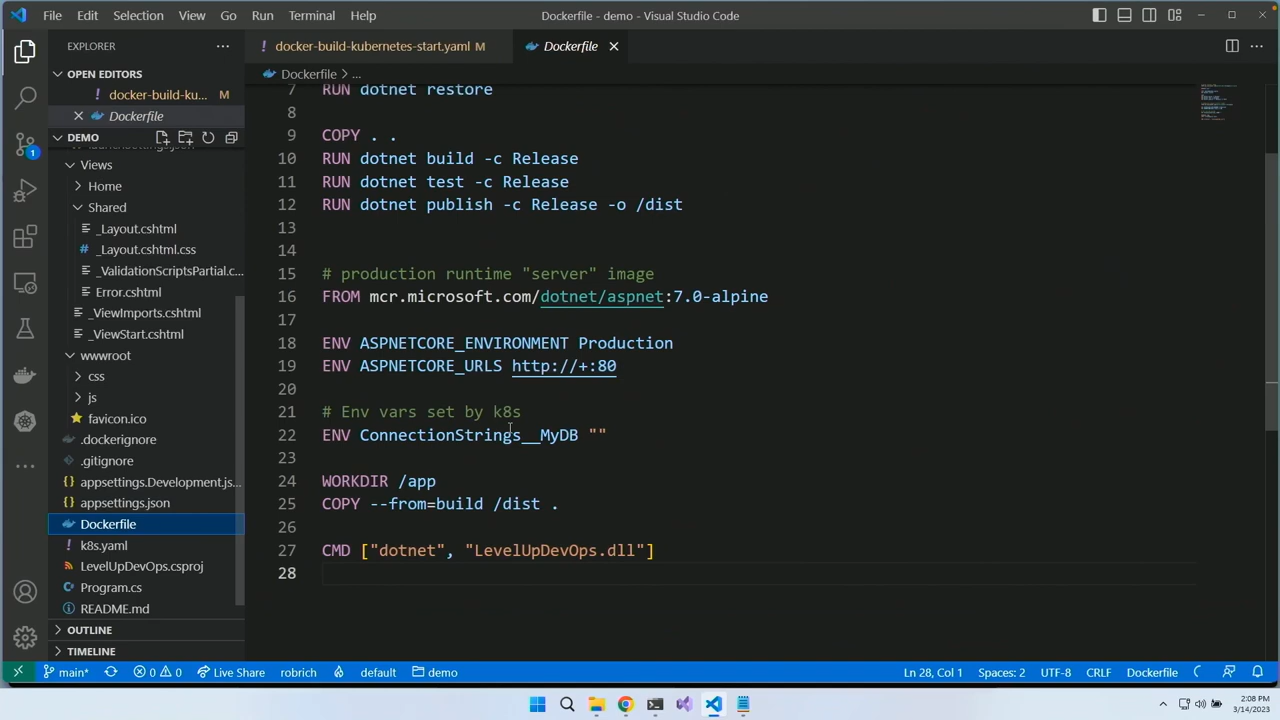 File Edit Selection View Go Run Terminal Help
Dockerfile - demo - Visual Studio Code
EXPLORER
OPEN EDITORS
docker-build-ku... M
Dockerfile
DEMO
Views
Home
Shared
_Layout.cshtml
_Layout.cshtml.css
_ValidationScriptsPartial.c...
Error.cshtml
_ViewImports.cshtml
_ViewStart.cshtml
wwwroot
css
js
favicon.ico
.dockerignore
.gitignore
appsettings.Development.js...
appsettings.json
Dockerfile
k8s.yaml
LevelUpDevOps.csproj
Program.cs
README.md
OUTLINE
TIMELINE
1
docker-build-kubernetes-start.yaml M
Dockerfile
Dockerfile > ...
7 RUN dotnet restore
8
9 COPY . .
10 RUN dotnet build -c Release
11 RUN dotnet test -c Release
12 RUN dotnet publish -c Release -o /dist
13
14
15 # production runtime "server" image
16 FROM mcr.microsoft.com/dotnet/aspnet:7.0-alpine
17
18 ENV ASPNETCORE_ENVIRONMENT Production
19 ENV ASPNETCORE_URLS http://+:80
20
21 # Env vars set by k8s
22 ENV ConnectionStrings__MyDB ""
23
24 WORKDIR /app
25 COPY --from=build /dist .
26
27 CMD ["dotnet", "LevelUpDevOps.dll"]
28
main* 0 0 Live Share robrich default demo
Ln 28, Col 1 Spaces: 2 UTF-8 CRLF Dockerfile
2:08 PM
3/14/2023